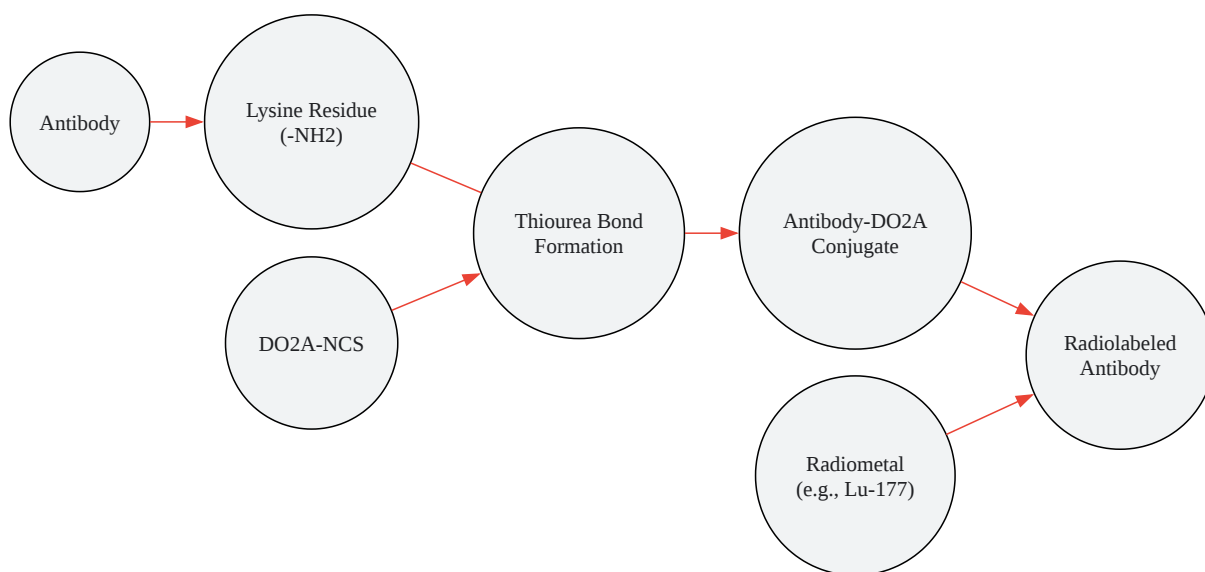 Antibody
Lysine Residue
(-NH2)
DO2A-NCS
Thiourea Bond
Formation
Antibody-DO2A
Conjugate
Radiometal
(e.g., Lu-177)
Radiolabeled
Antibody